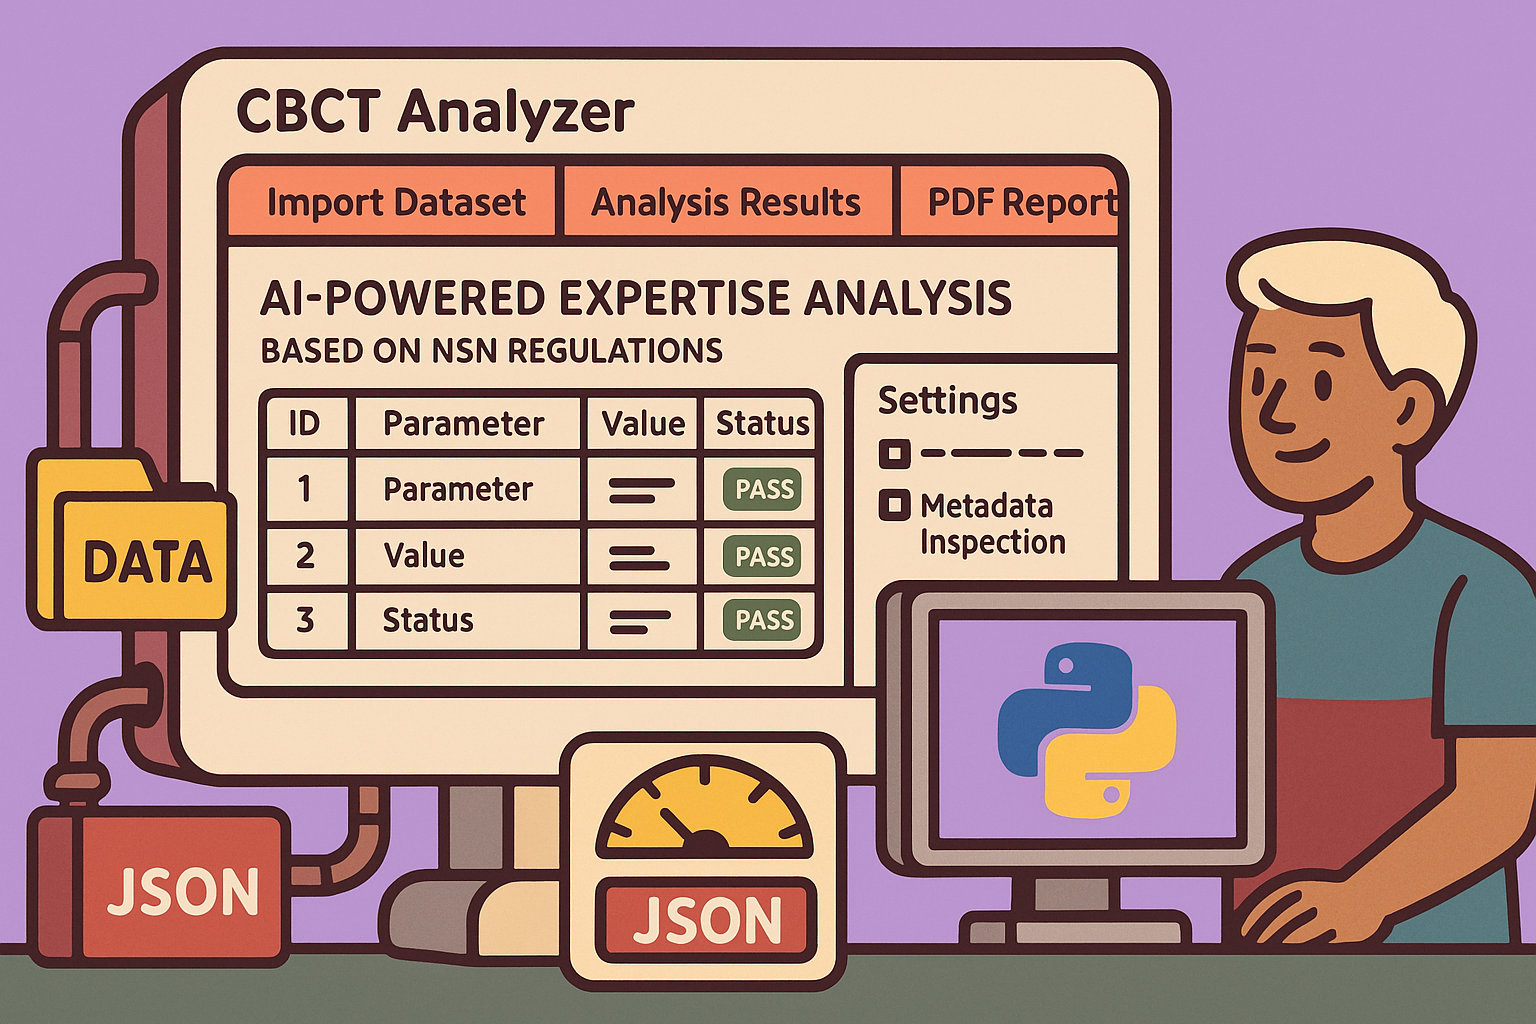 CBCT Analyzer
Import Dataset Analysis Results PDF Report
AI-POWERED EXPERTISE ANALYSIS
BASED ON NSN REGULATIONS
ID Parameter Value Status
1 Parameter PASS
2 Value PASS
3 Status PASS
Settings
Metadata
Inspection
DATA
JSON
JSON